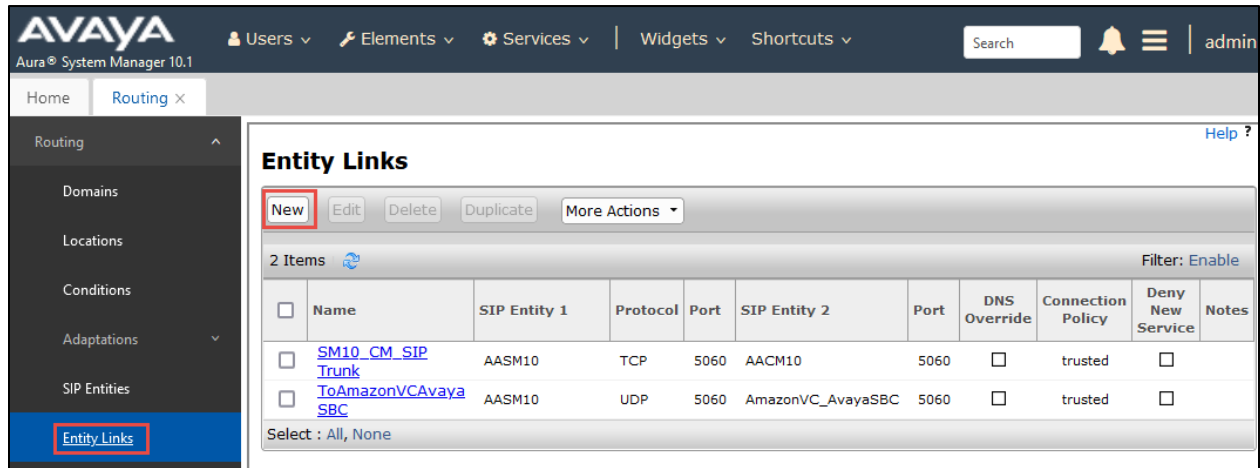 AVAYA
Aura® System Manager 10.1
Users Elements Services | Widgets Shortcuts Search admin
Home Routing ×
Routing
Domains
Locations
Conditions
Adaptations
SIP Entities
Entity Links
Help ?
Entity Links
New Edit Delete Duplicate More Actions
2 Items Filter: Enable
Name SIP Entity 1 Protocol Port SIP Entity 2 Port DNS Override Connection Policy Deny New Service Notes
SM10_CM_SIP Trunk AASM10 TCP 5060 AACM10 5060 trusted
ToAmazonVCAvayaSBC AASM10 UDP 5060 AmazonVC_AvayaSBC 5060 trusted
Select : All, None